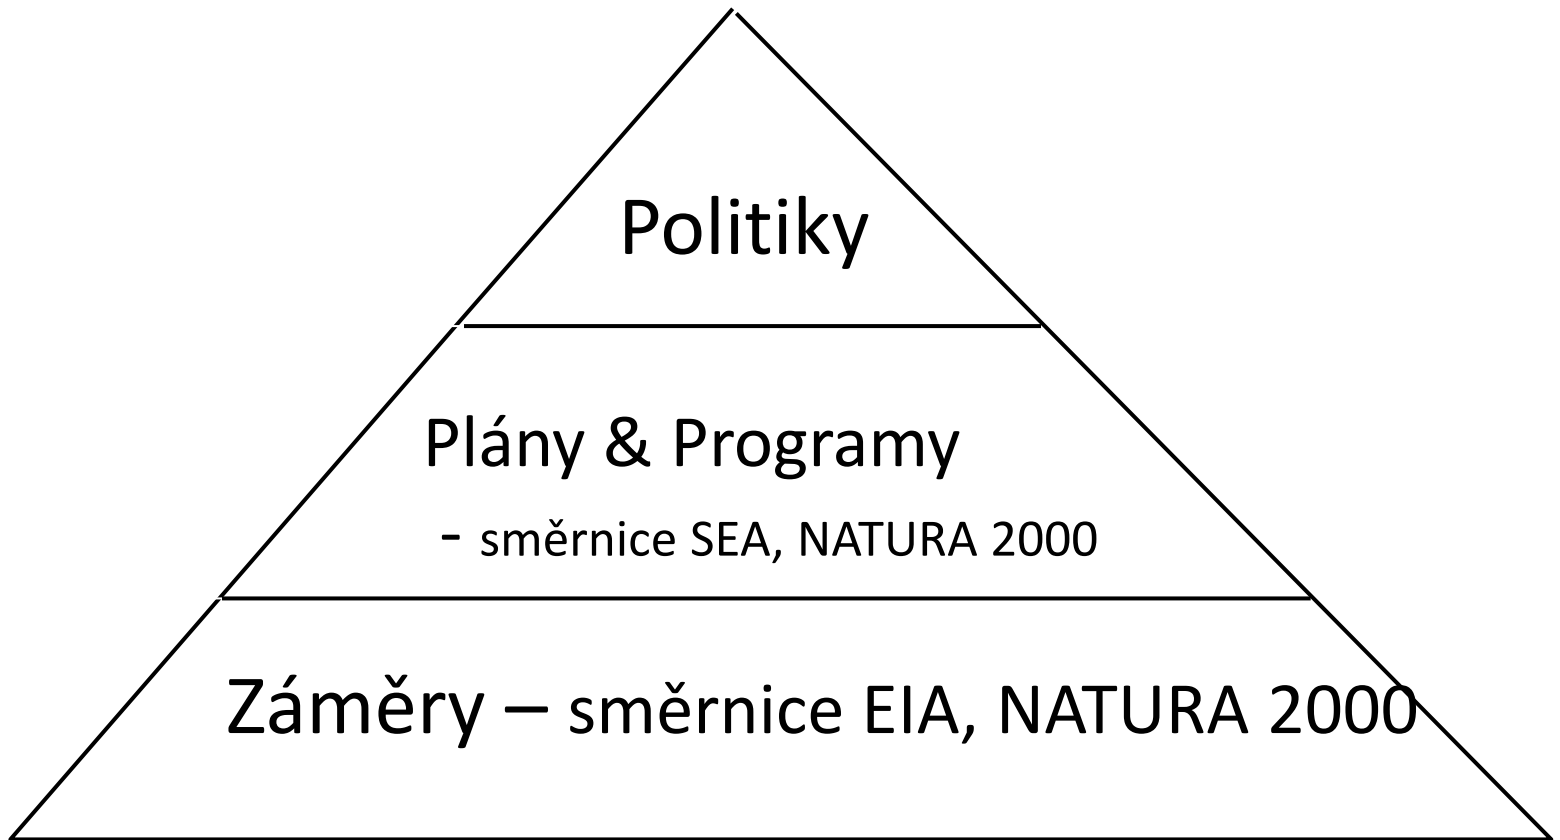 Politiky
Plány & Programy
- směrnice SEA, NATURA 2000
Záměry – směrnice EIA, NATURA 2000